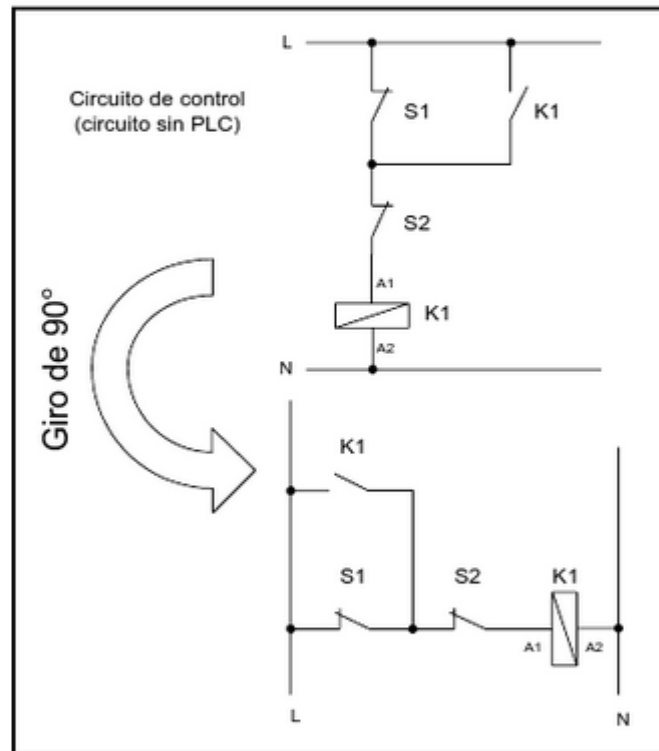 L
Circuito de control
(circuito sin PLC)
S1
K1
S2
A1
K1
A2
N
Giro de 90°
K1
S1
S2
K1
A1
A2
L
N